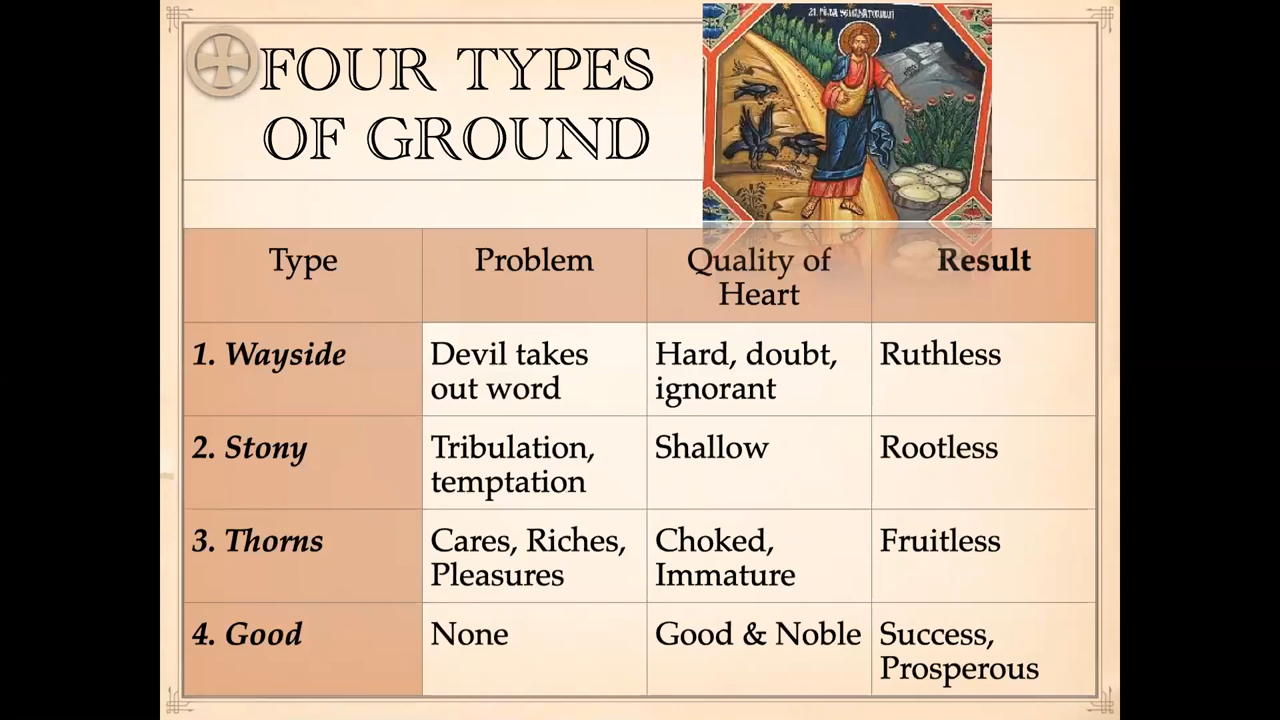 FOUR TYPES
OF GROUND
Type
Problem
Quality of
Heart
Result
1. Wayside
Devil takes
out word
Hard, doubt,
ignorant
Ruthless
2. Stony
Tribulation,
temptation
Shallow
Rootless
3. Thorns
Cares, Riches,
Pleasures
Choked,
Immature
Fruitless
4. Good
None
Good & Noble
Success,
Prosperous